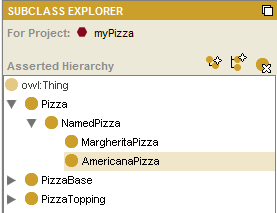 SUBCLASS EXPLORER
For Project: myPizza
Asserted Hierarchy
owl:Thing
Pizza
NamedPizza
MargheritaPizza
AmericanaPizza
PizzaBase
PizzaTopping